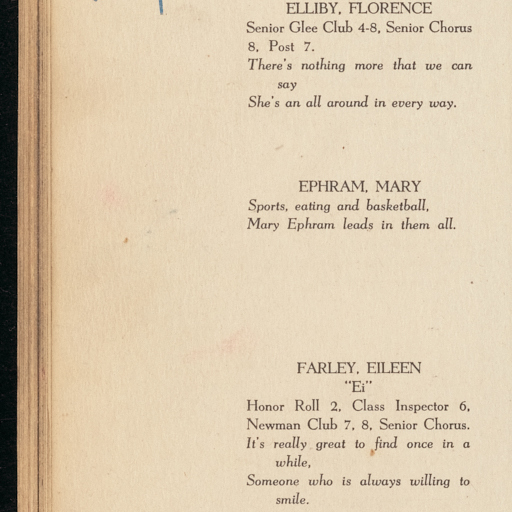 ELLIBY, FLORENCE
Senior Glee Club 4-8, Senior Chorus
8, Post 7.
There's nothing more that we can
say
She's an all around in every way.
EPHRAM, MARY
Sports, eating and basketball,
Mary Ephram leads in them all.
FARLEY, EILEEN
"Ei"
Honor Roll 2, Class Inspector 6,
Newman Club 7, 8, Senior Chorus.
It's really great to find once in a
while,
Someone who is always willing to
smile.